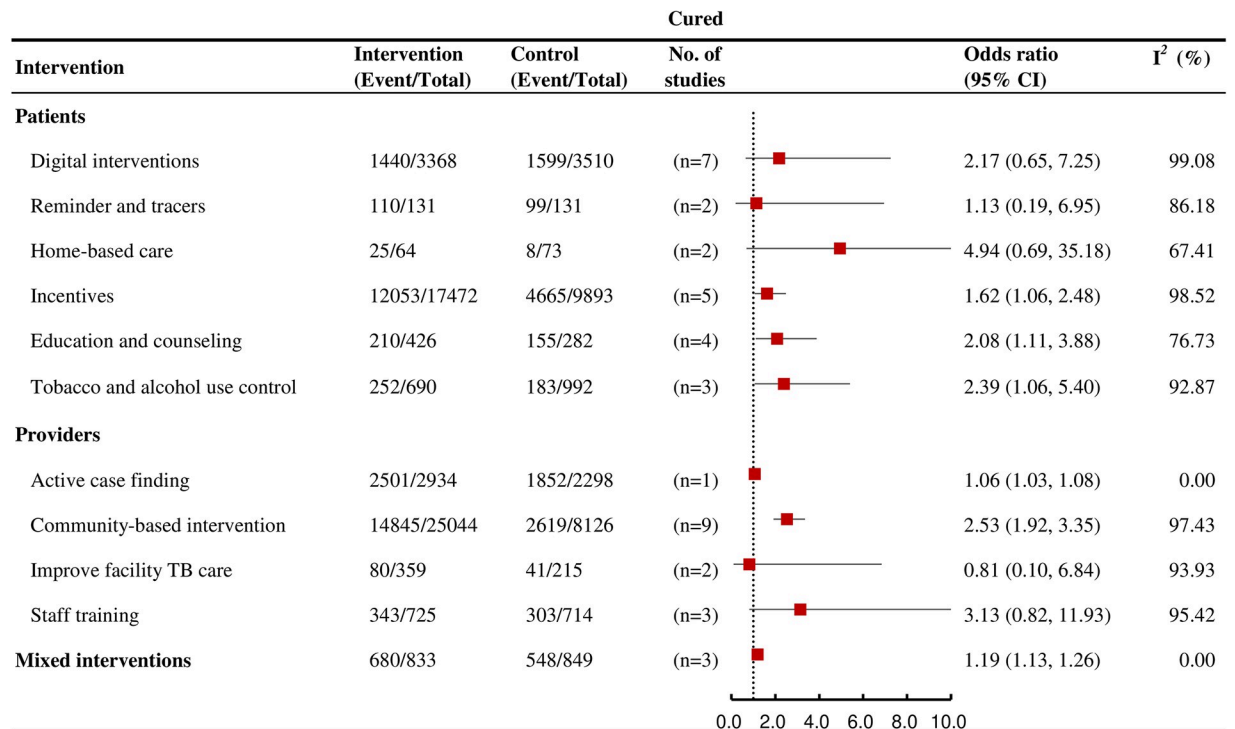 Cured
Intervention Intervention (Event/Total) Control (Event/Total) No. of studies Odds ratio (95% CI) I² (%)
Patients
Digital interventions 1440/3368 1599/3510 (n=7) 2.17 (0.65, 7.25) 99.08
Reminder and tracers 110/131 99/131 (n=2) 1.13 (0.19, 6.95) 86.18
Home-based care 25/64 8/73 (n=2) 4.94 (0.69, 35.18) 67.41
Incentives 12053/17472 4665/9893 (n=5) 1.62 (1.06, 2.48) 98.52
Education and counseling 210/426 155/282 (n=4) 2.08 (1.11, 3.88) 76.73
Tobacco and alcohol use control 252/690 183/992 (n=3) 2.39 (1.06, 5.40) 92.87
Providers
Active case finding 2501/2934 1852/2298 (n=1) 1.06 (1.03, 1.08) 0.00
Community-based intervention 14845/25044 2619/8126 (n=9) 2.53 (1.92, 3.35) 97.43
Improve facility TB care 80/359 41/215 (n=2) 0.81 (0.10, 6.84) 93.93
Staff training 343/725 303/714 (n=3) 3.13 (0.82, 11.93) 95.42
Mixed interventions 680/833 548/849 (n=3) 1.19 (1.13, 1.26) 0.00
0.0 2.0 4.0 6.0 8.0 10.0